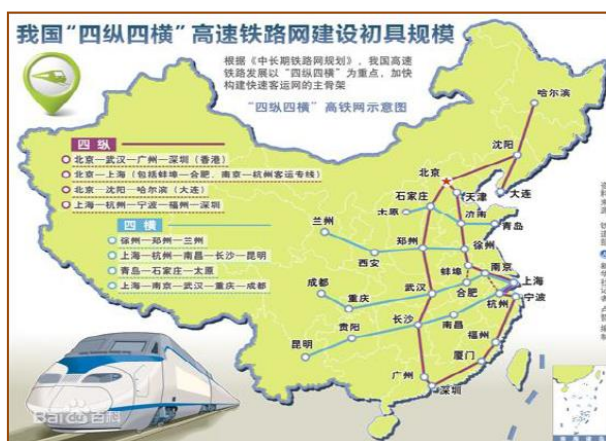 我国“四纵四横”高速铁路网建设初具规模
根据《中长期铁路网规划》，我国高速
铁路发展以“四纵四横”为重点，加快
构建快速客运网的主骨架
“四纵四横”高铁网示意图
四纵
北京—武汉—广州—深圳（香港）
北京—上海（包括蚌埠—合肥，南京—杭州客运专线）
北京—沈阳—哈尔滨（大连）
上海—杭州—宁波—福州—深圳
四横
徐州—郑州—兰州
上海—杭州—南昌—长沙—昆明
青岛—石家庄—太原
上海—南京—武汉—重庆—成都
哈尔滨
沈阳
北京
大连
天津
石家庄
太原
济南
青岛
兰州
郑州
徐州
西安
蚌埠
南京
成都
上海
合肥
武汉
重庆
杭州
宁波
贵阳
南昌
长沙
昆明
福州
厦门
广州
深圳
Bai百科